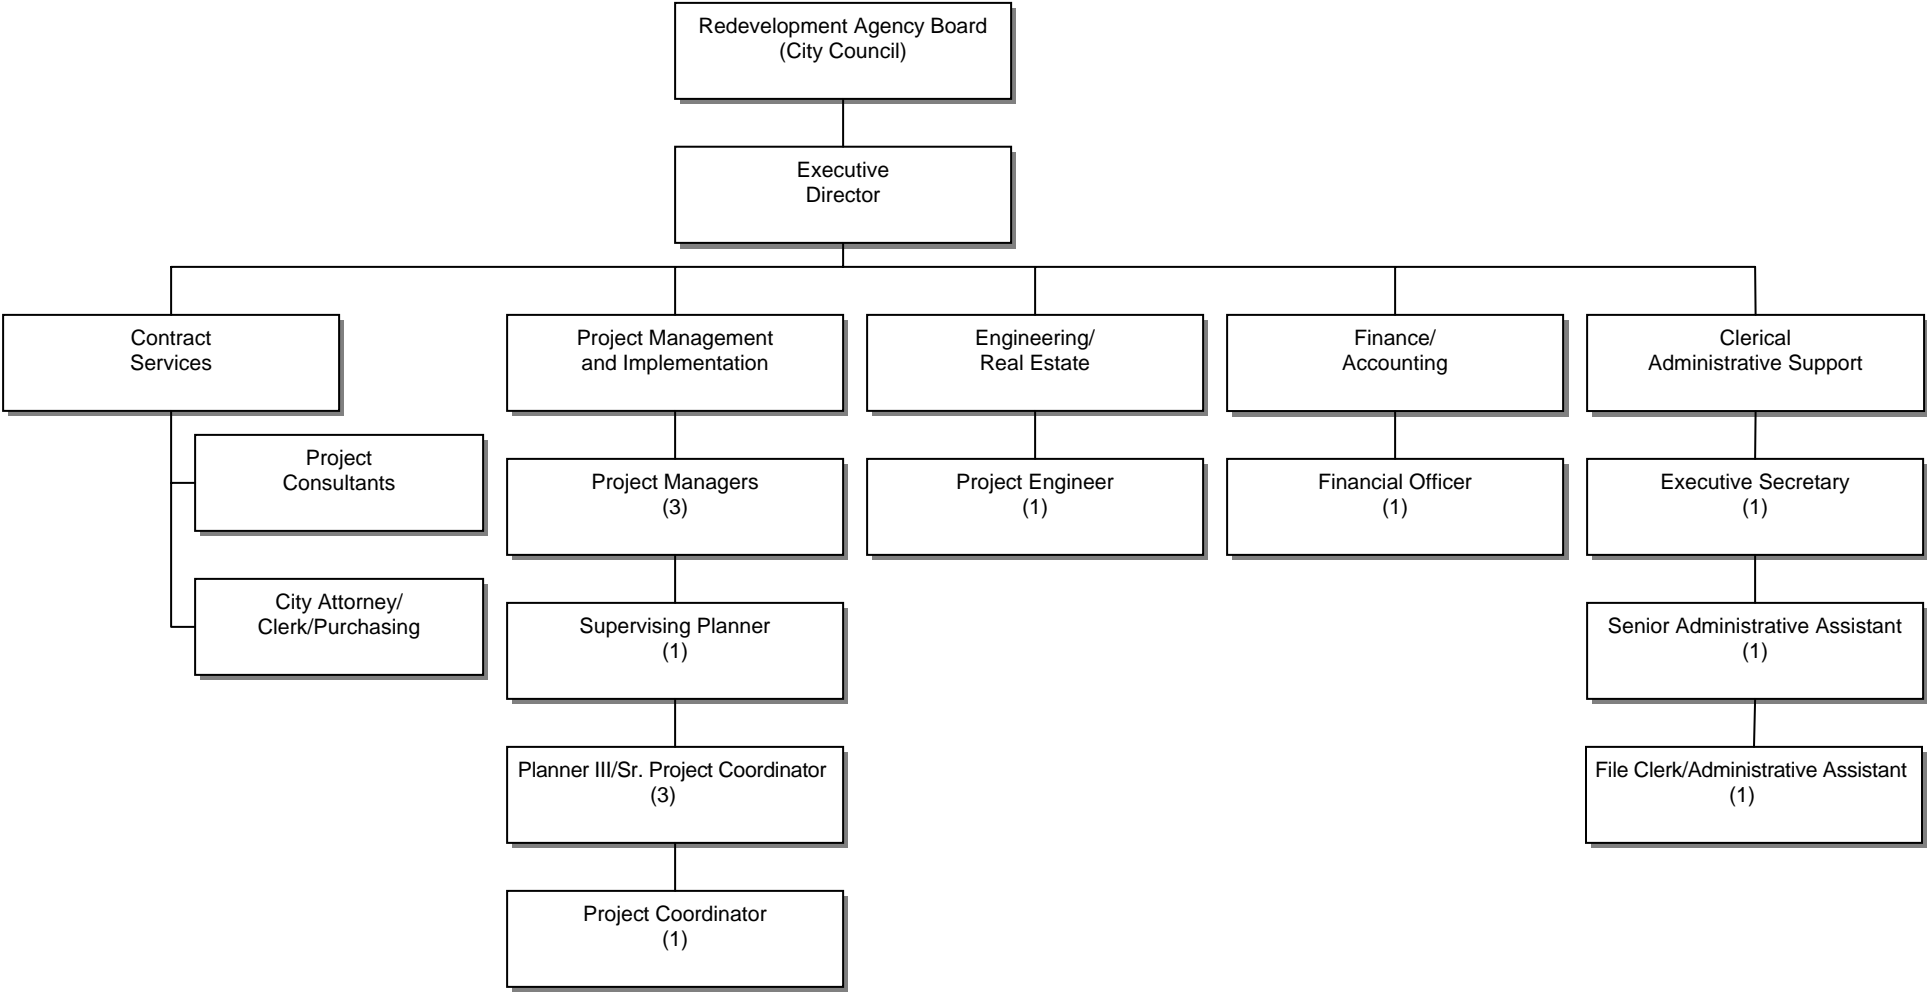 Redevelopment Agency Board
(City Council)
Executive
Director
Contract
Services
Project Management
and Implementation
Engineering/
Real Estate
Finance/
Accounting
Clerical
Administrative Support
Project
Consultants
City Attorney/
Clerk/Purchasing
Project Managers
(3)
Supervising Planner
(1)
Planner III/Sr. Project Coordinator
(3)
Project Coordinator
(1)
Project Engineer
(1)
Financial Officer
(1)
Executive Secretary
(1)
Senior Administrative Assistant
(1)
File Clerk/Administrative Assistant
(1)